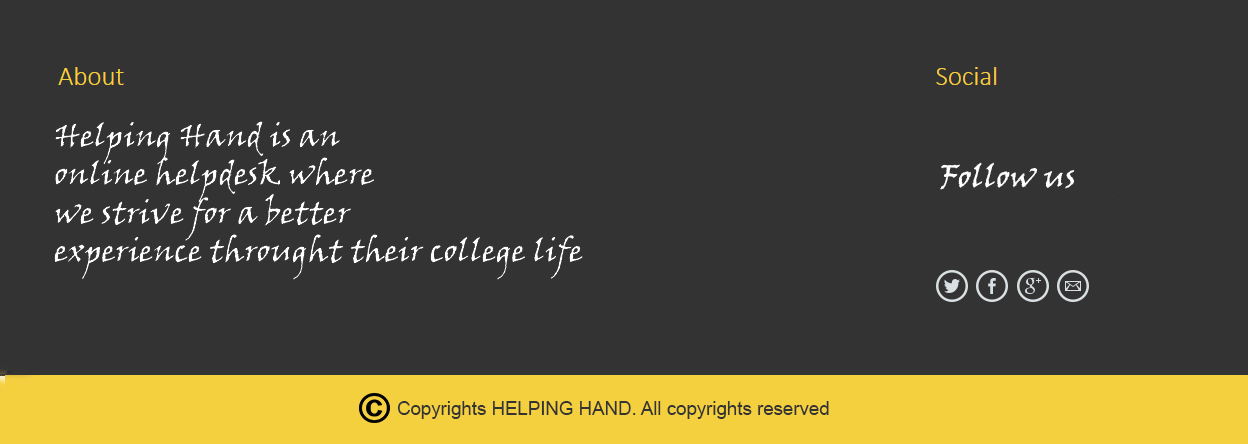 About
Helping Hand is an
online helpdesk where
we strive for a better
experience throught their college life
Social
Follow us
© Copyrights HELPING HAND. All copyrights reserved